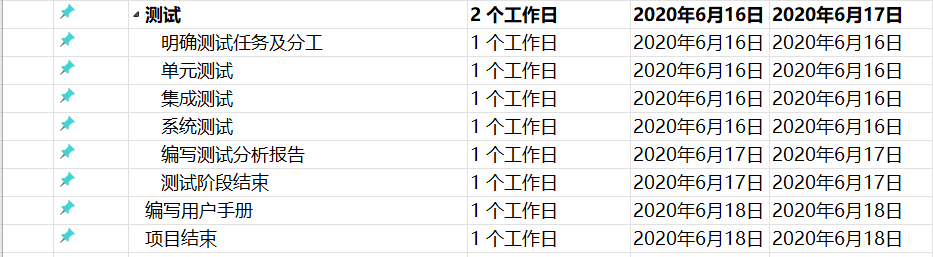 测试 2 个工作日 2020年6月16日 2020年6月17日
明确测试任务及分工 1 个工作日 2020年6月16日 2020年6月16日
单元测试 1 个工作日 2020年6月16日 2020年6月16日
集成测试 1 个工作日 2020年6月16日 2020年6月16日
系统测试 1 个工作日 2020年6月16日 2020年6月16日
编写测试分析报告 1 个工作日 2020年6月17日 2020年6月17日
测试阶段结束 1 个工作日 2020年6月17日 2020年6月17日
编写用户手册 1 个工作日 2020年6月18日 2020年6月18日
项目结束 1 个工作日 2020年6月18日 2020年6月18日